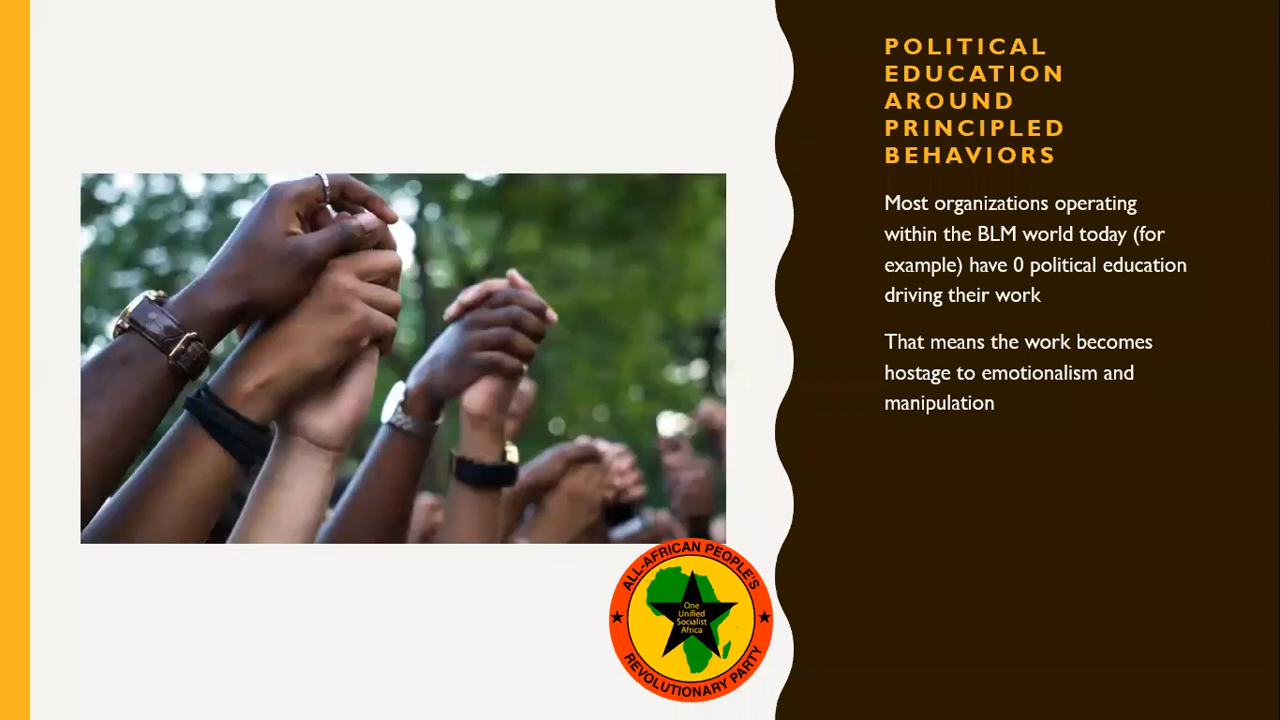 POLITICAL
EDUCATION
AROUND
PRINCIPLED
BEHAVIORS
Most organizations operating
within the BLM world today (for
example) have 0 political education
driving their work
That means the work becomes
hostage to emotionalism and
manipulation
ALL-AFRICAN PEOPLE'S
One
Unified
Socialist
Africa
REVOLUTIONARY PARTY